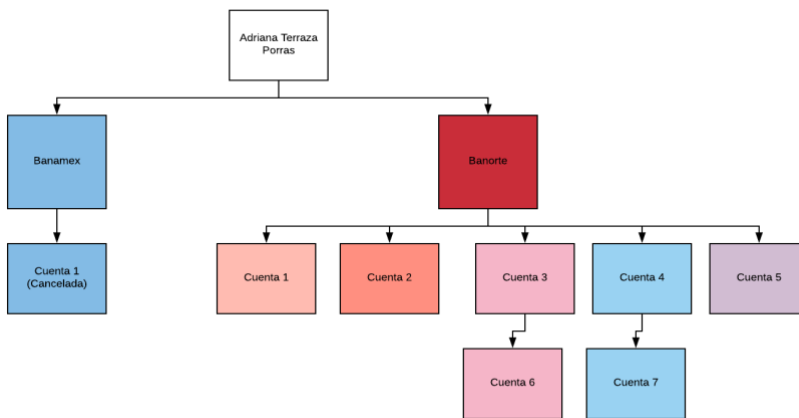 Adriana Terraza
Porras
Banamex
Banorte
Cuenta 1
(Cancelada)
Cuenta 1
Cuenta 2
Cuenta 3
Cuenta 4
Cuenta 5
Cuenta 6
Cuenta 7